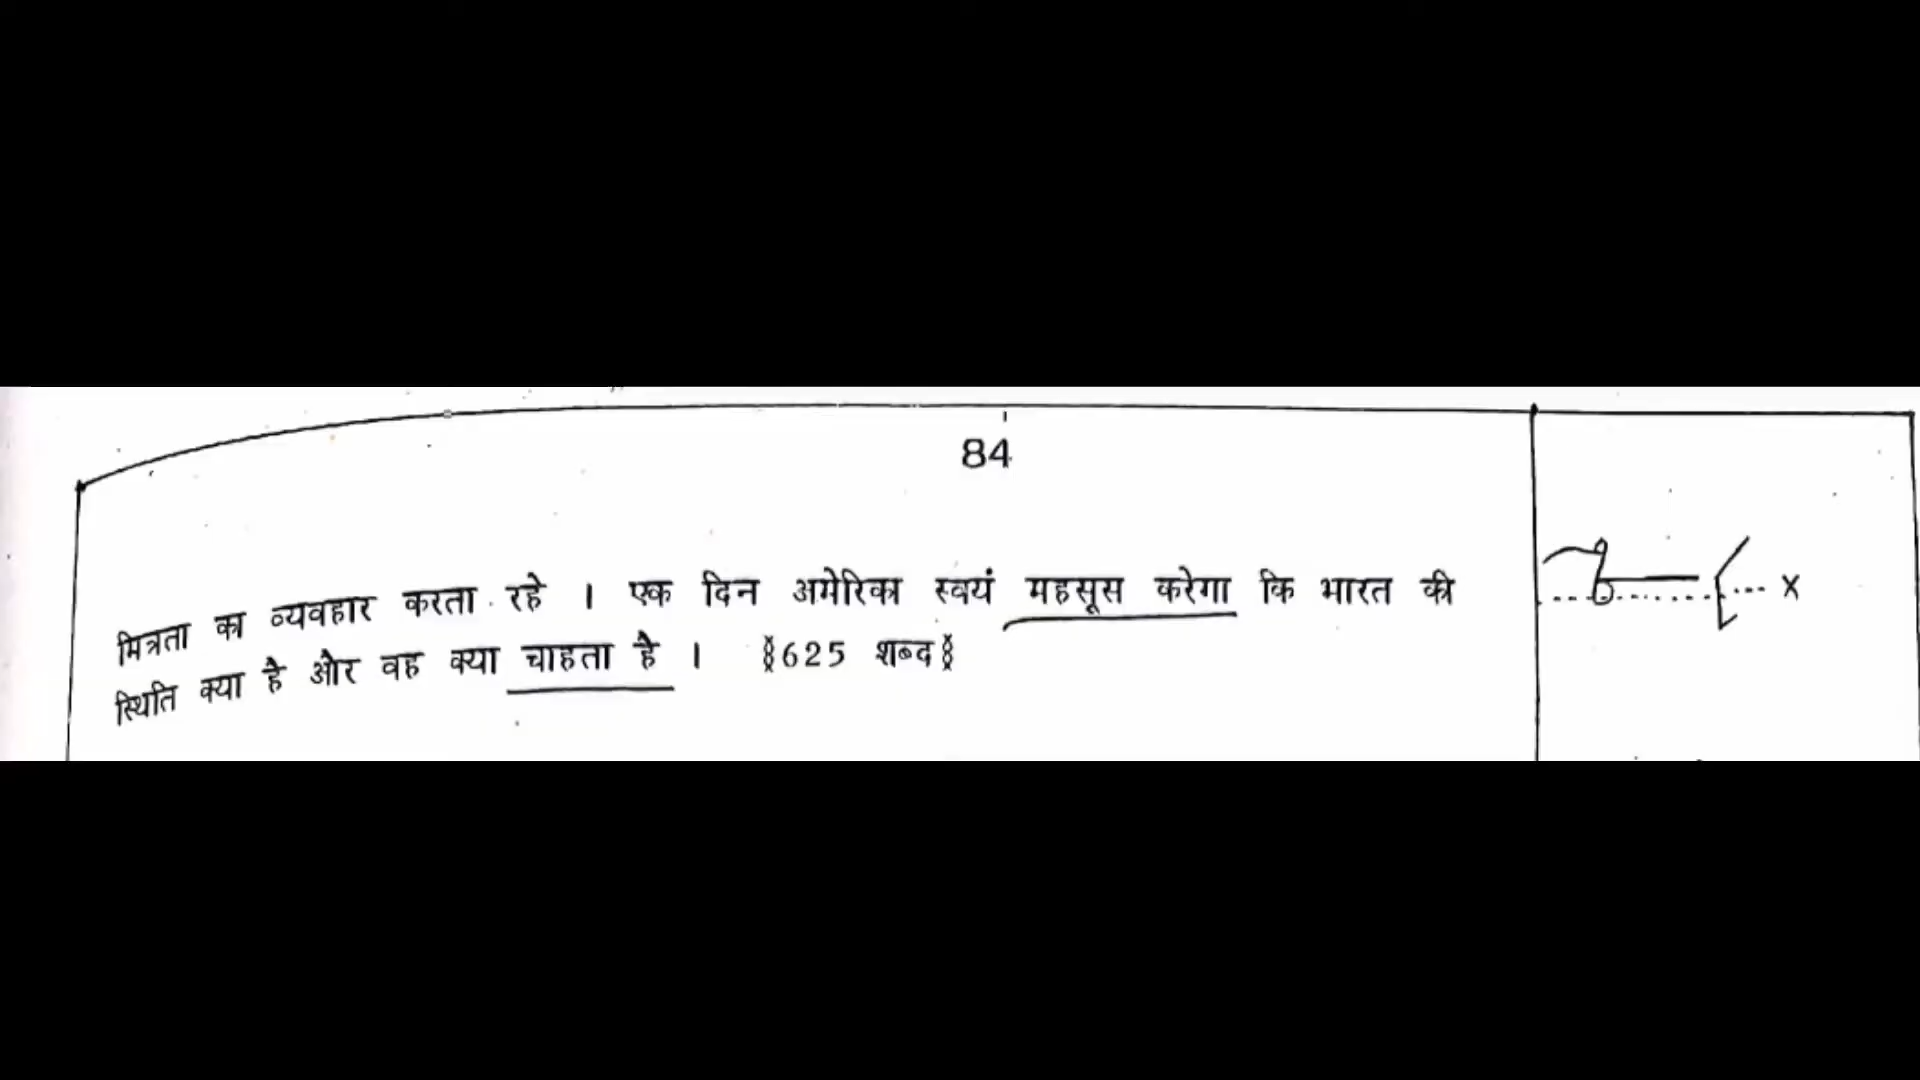 84
मित्रता का व्यवहार करता रहे । एक दिन अमेरिका स्वयं महसूस करेगा कि भारत की
स्थिति क्या है और वह क्या चाहता है । {625 शब्द}